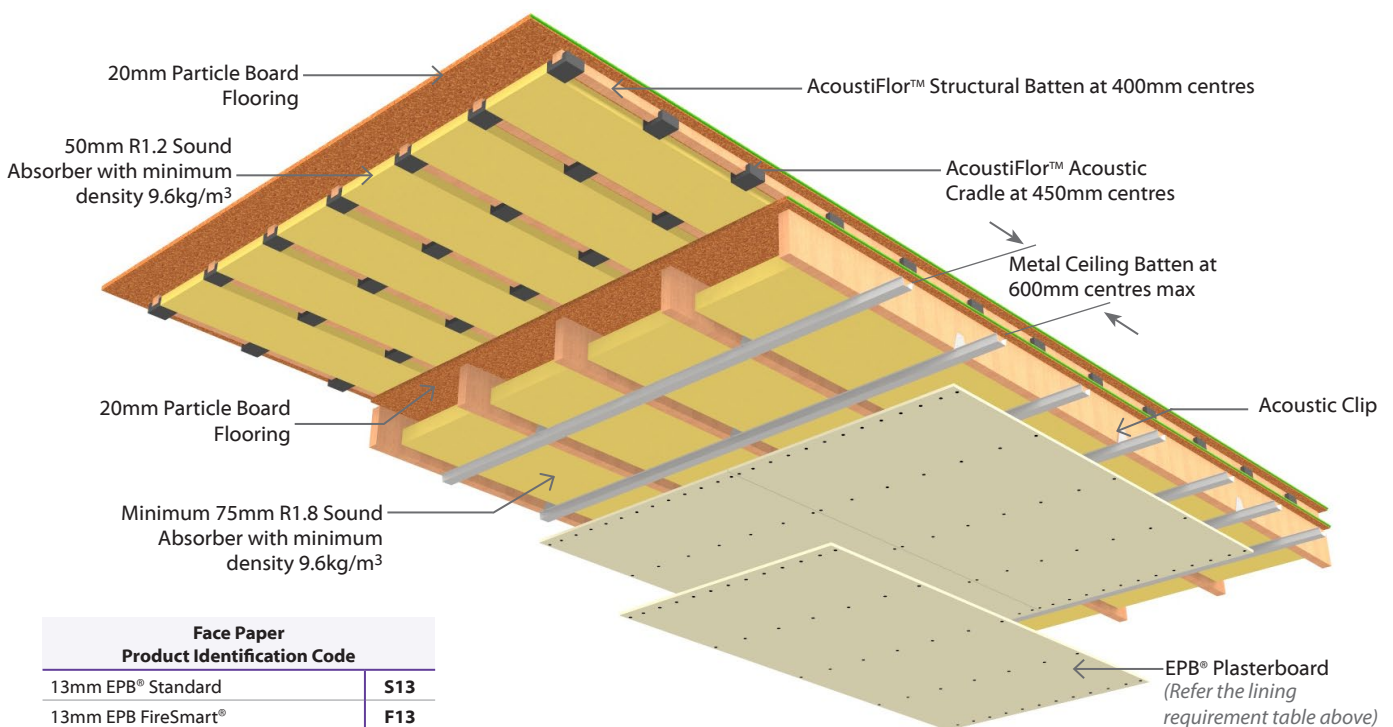 20mm Particle Board
Flooring
AcoustiFlor™ Structural Batten at 400mm centres
50mm R1.2 Sound
Absorber with minimum
density 9.6kg/m³
AcoustiFlor™ Acoustic
Cradle at 450mm centres
Metal Ceiling Batten at
600mm centres max
20mm Particle Board
Flooring
Acoustic Clip
Minimum 75mm R1.8 Sound
Absorber with minimum
density 9.6kg/m³
EPB® Plasterboard
(Refer the lining
requirement table above)
Face Paper
Product Identification Code
13mm EPB® Standard S13
13mm EPB FireSmart® F13